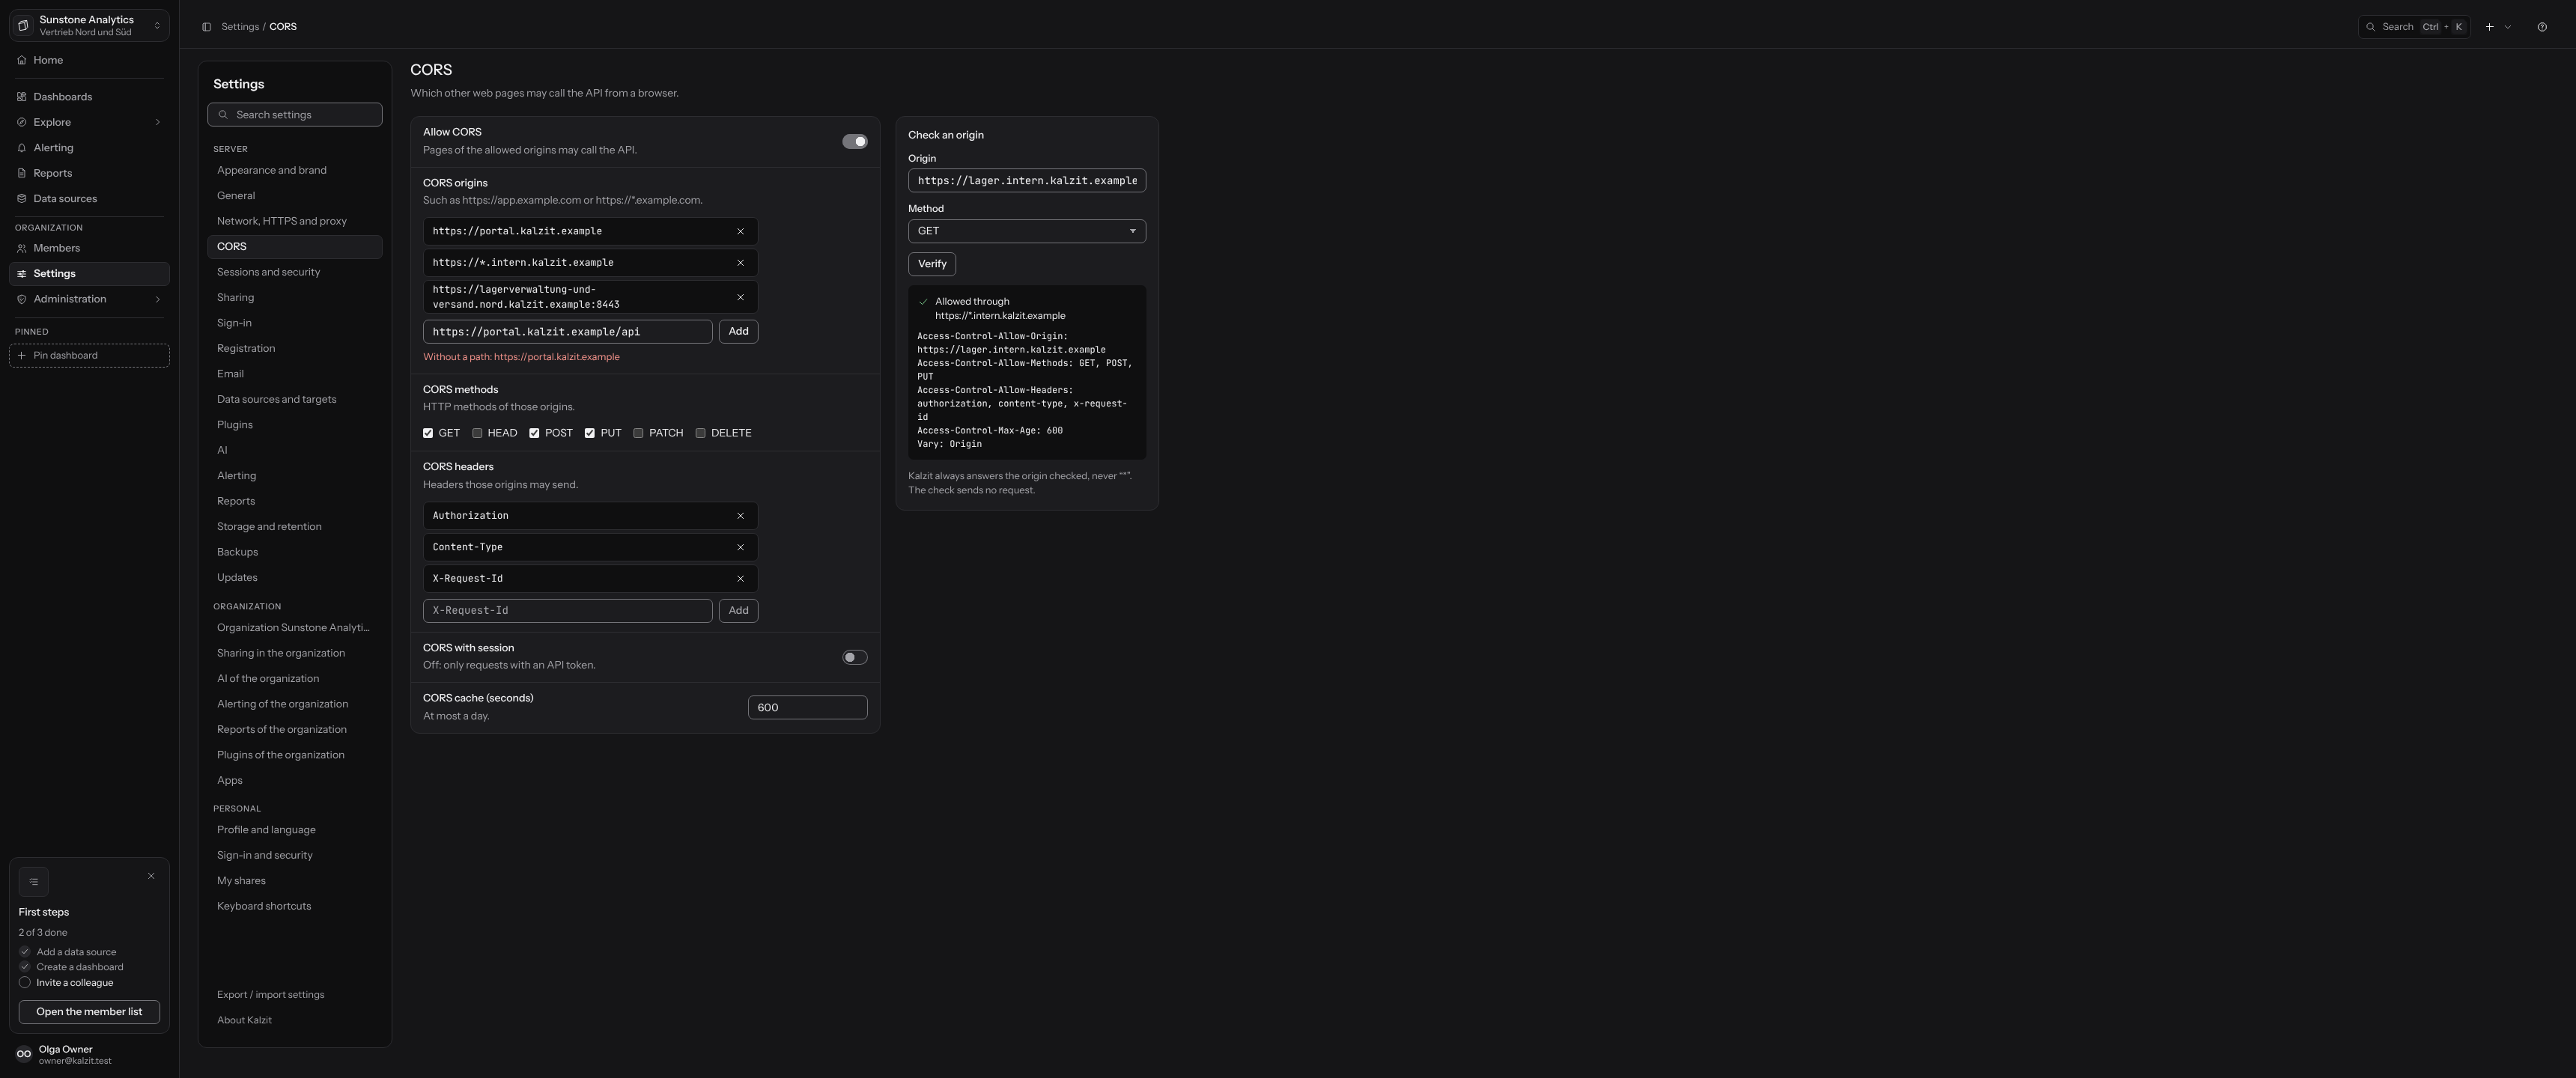 Sunstone Analytics
Vertrieb Nord und Süd
Home
Dashboards
Explore
Alerting
Reports
Data sources
ORGANIZATION
Members
Settings
Administration
PINNED
Pin dashboard
First steps
2 of 3 done
Add a data source
Create a dashboard
Invite a colleague
Open the member list
OO
Olga Owner
owner@kalzit.test
Settings / CORS
Search Ctrl + K
Settings
Search settings
SERVER
Appearance and brand
General
Network, HTTPS and proxy
CORS
Sessions and security
Sharing
Sign-in
Registration
Email
Data sources and targets
Plugins
AI
Alerting
Reports
Storage and retention
Backups
Updates
ORGANIZATION
Organization Sunstone Analyti...
Sharing in the organization
AI of the organization
Alerting of the organization
Reports of the organization
Plugins of the organization
Apps
PERSONAL
Profile and language
Sign-in and security
My shares
Keyboard shortcuts
Export / import settings
About Kalzit
CORS
Which other web pages may call the API from a browser.
Allow CORS
Pages of the allowed origins may call the API.
CORS origins
Such as https://app.example.com or https://*.example.com.
https://portal.kalzit.example
https://*.intern.kalzit.example
https://lagerverwaltung-und-
versand.nord.kalzit.example:8443
https://portal.kalzit.example/api
Add
Without a path: https://portal.kalzit.example
CORS methods
HTTP methods of those origins.
GET HEAD POST PUT PATCH DELETE
CORS headers
Headers those origins may send.
Authorization
Content-Type
X-Request-Id
X-Request-Id
Add
CORS with session
Off: only requests with an API token.
CORS cache (seconds)
At most a day.
600
Check an origin
Origin
https://lager.intern.kalzit.example
Method
GET
Verify
Allowed through
https://*.intern.kalzit.example
Access-Control-Allow-Origin:
https://lager.intern.kalzit.example
Access-Control-Allow-Methods: GET, POST,
PUT
Access-Control-Allow-Headers:
authorization, content-type, x-request-
id
Access-Control-Max-Age: 600
Vary: Origin
Kalzit always answers the origin checked, never “*”.
The check sends no request.